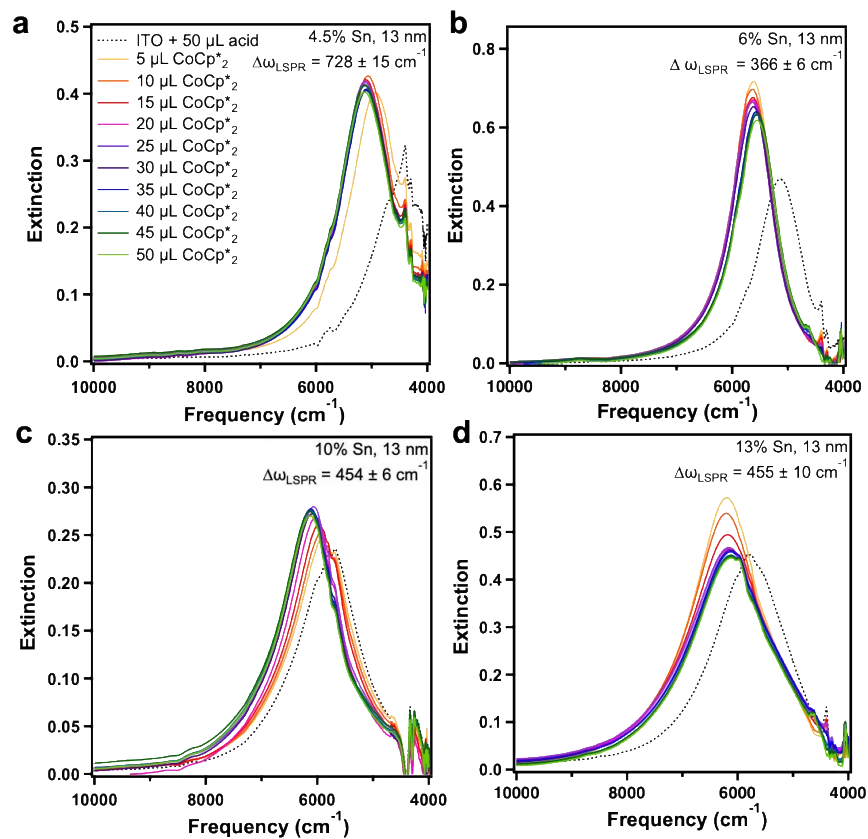 a
4.5% Sn, 13 nm
ΔωLSPR = 728 ± 15 cm⁻¹
ITO + 50 µL acid
5 µL CoCp*₂
10 µL CoCp*₂
15 µL CoCp*₂
20 µL CoCp*₂
25 µL CoCp*₂
30 µL CoCp*₂
35 µL CoCp*₂
40 µL CoCp*₂
45 µL CoCp*₂
50 µL CoCp*₂
Extinction
0.5
0.4
0.3
0.2
0.1
0.0
10000
8000
6000
4000
Frequency (cm⁻¹)
b
6% Sn, 13 nm
Δ ωLSPR = 366 ± 6 cm⁻¹
Extinction
0.8
0.6
0.4
0.2
0.0
10000
8000
6000
4000
Frequency (cm⁻¹)
c
10% Sn, 13 nm
ΔωLSPR = 454 ± 6 cm⁻¹
Extinction
0.35
0.30
0.25
0.20
0.15
0.10
0.05
0.00
10000
8000
6000
4000
Frequency (cm⁻¹)
d
13% Sn, 13 nm
ΔωLSPR = 455 ± 10 cm⁻¹
Extinction
0.7
0.6
0.5
0.4
0.3
0.2
0.1
0.0
10000
8000
6000
4000
Frequency (cm⁻¹)